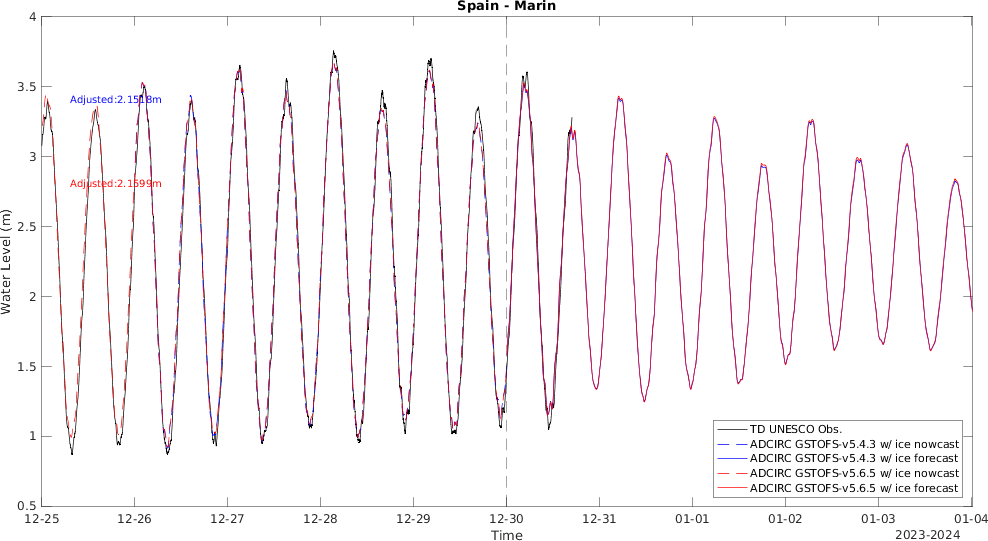 Spain - Marin
4
3.5
3
2.5
2
1.5
1
0.5
Water Level (m)
Adjusted:2.1518m
Adjusted:2.1599m
TD UNESCO Obs.
ADCIRC GSTOFS-v5.4.3 w/ ice nowcast
ADCIRC GSTOFS-v5.4.3 w/ ice forecast
ADCIRC GSTOFS-v5.6.5 w/ ice nowcast
ADCIRC GSTOFS-v5.6.5 w/ ice forecast
12-25 12-26 12-27 12-28 12-29 12-30 12-31 01-01 01-02 01-03 01-04
Time
2023-2024